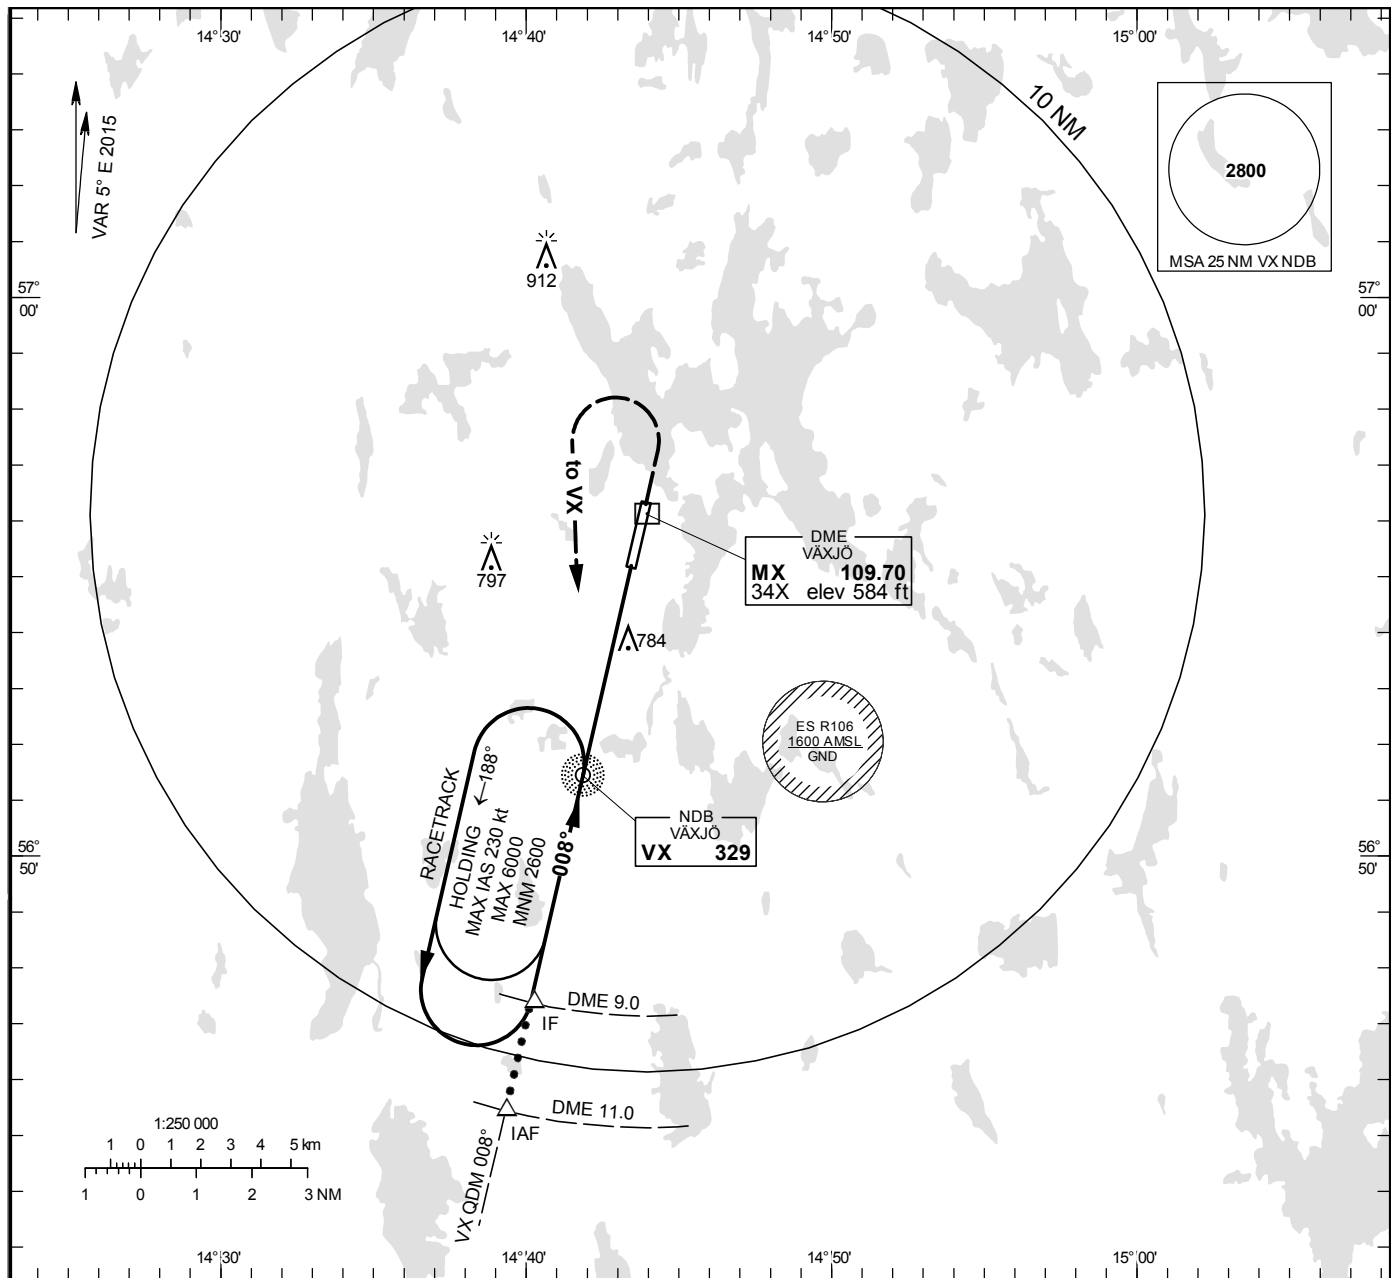 14°30' 14°40' 14°50' 15°00'
VAR 5° E 2015
10 NM
2800
MSA 25 NM VX NDB
912
57°
00'
57°
00'
to VX
DME
VÄXJÖ
MX 109.70
34X elev 584 ft
797
784
ES R106
1600 AMSL
GND
RACETRACK
188°
HOLDING
MAX IAS 230 kt
MAX 6000
MNM 2600
008°
NDB
VÄXJÖ
VX 329
56°
50'
56°
50'
DME 9.0
IF
DME 11.0
IAF
VX QDM 008°
1:250 000
1 0 1 2 3 4 5 km
1 0 1 2 3 NM
14°30' 14°40' 14°50' 15°00'